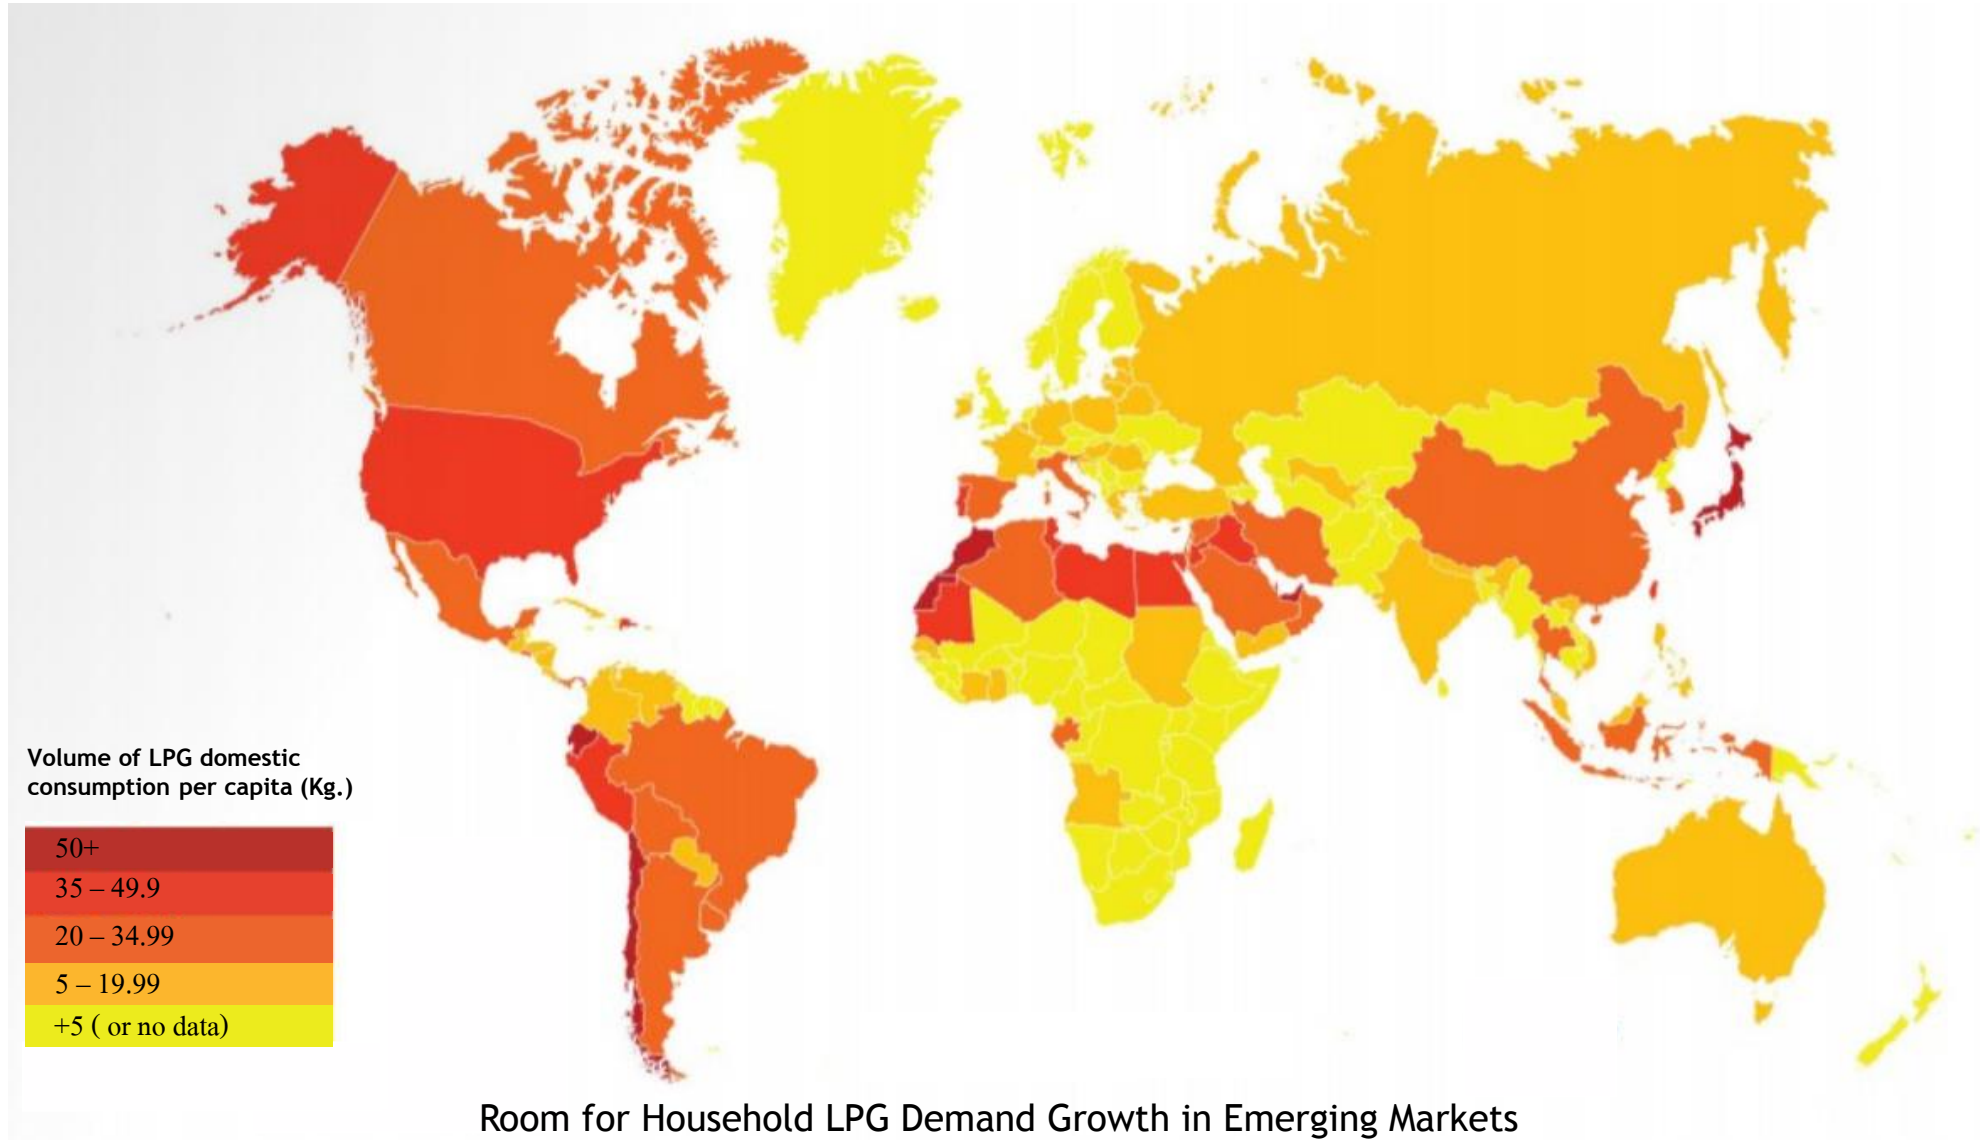 Volume of LPG domestic
consumption per capita (Kg.)
50+
35 – 49.9
20 – 34.99
5 – 19.99
+5 ( or no data)
Room for Household LPG Demand Growth in Emerging Markets